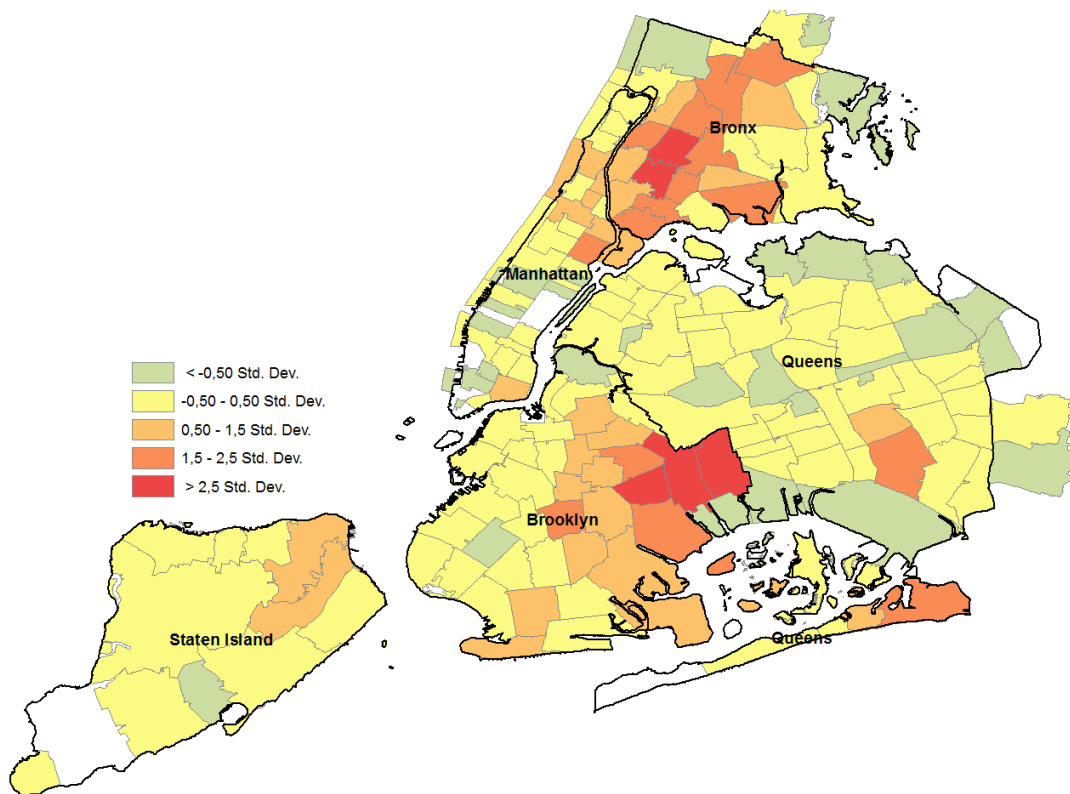 Bronx
Manhattan
Queens
< -0,50 Std. Dev.
-0,50 - 0,50 Std. Dev.
0,50 - 1,5 Std. Dev.
1,5 - 2,5 Std. Dev.
> 2,5 Std. Dev.
Brooklyn
Staten Island
Queens